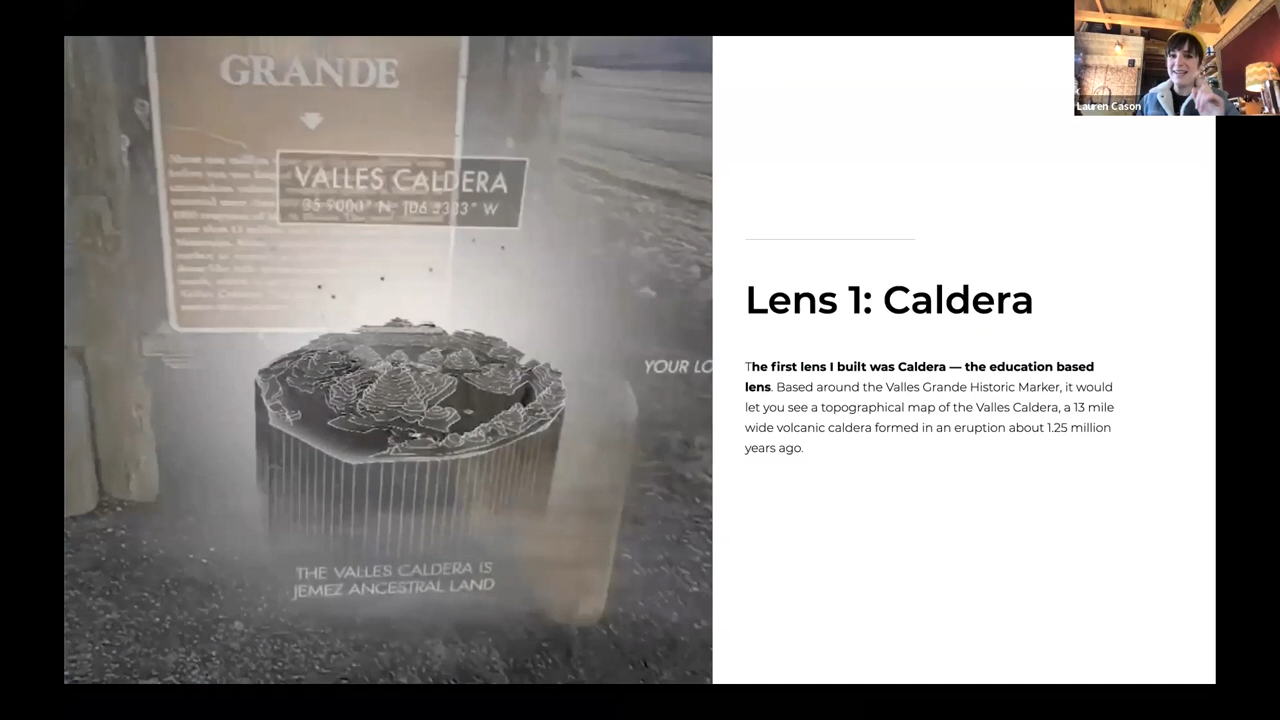 GRANDE
VALLES CALDERA
35.9000° N, 106.5333° W
YOUR LO
THE VALLES CALDERA IS
JEMEZ ANCESTRAL LAND
Lauren Cason
Lens 1: Caldera
The first lens I built was Caldera — the education based
lens. Based around the Valles Grande Historic Marker, it would
let you see a topographical map of the Valles Caldera, a 13 mile
wide volcanic caldera formed in an eruption about 1.25 million
years ago.